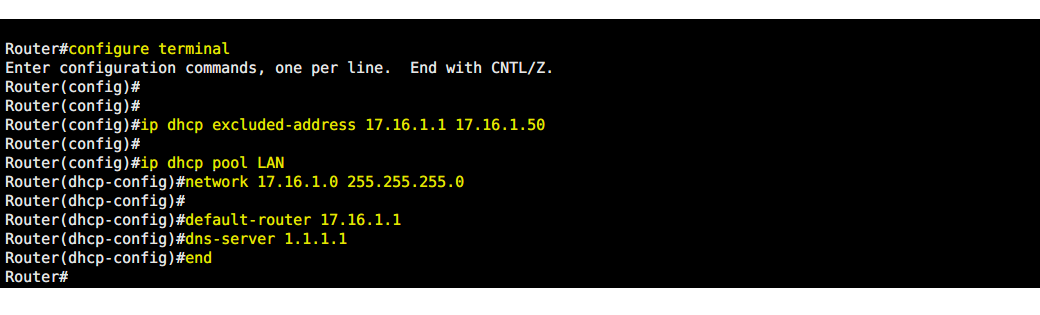 Router#configure terminal
Enter configuration commands, one per line.  End with CNTL/Z.
Router(config)#
Router(config)#
Router(config)#ip dhcp excluded-address 17.16.1.1 17.16.1.50
Router(config)#
Router(config)#ip dhcp pool LAN
Router(dhcp-config)#network 17.16.1.0 255.255.255.0
Router(dhcp-config)#
Router(dhcp-config)#default-router 17.16.1.1
Router(dhcp-config)#dns-server 1.1.1.1
Router(dhcp-config)#end
Router#